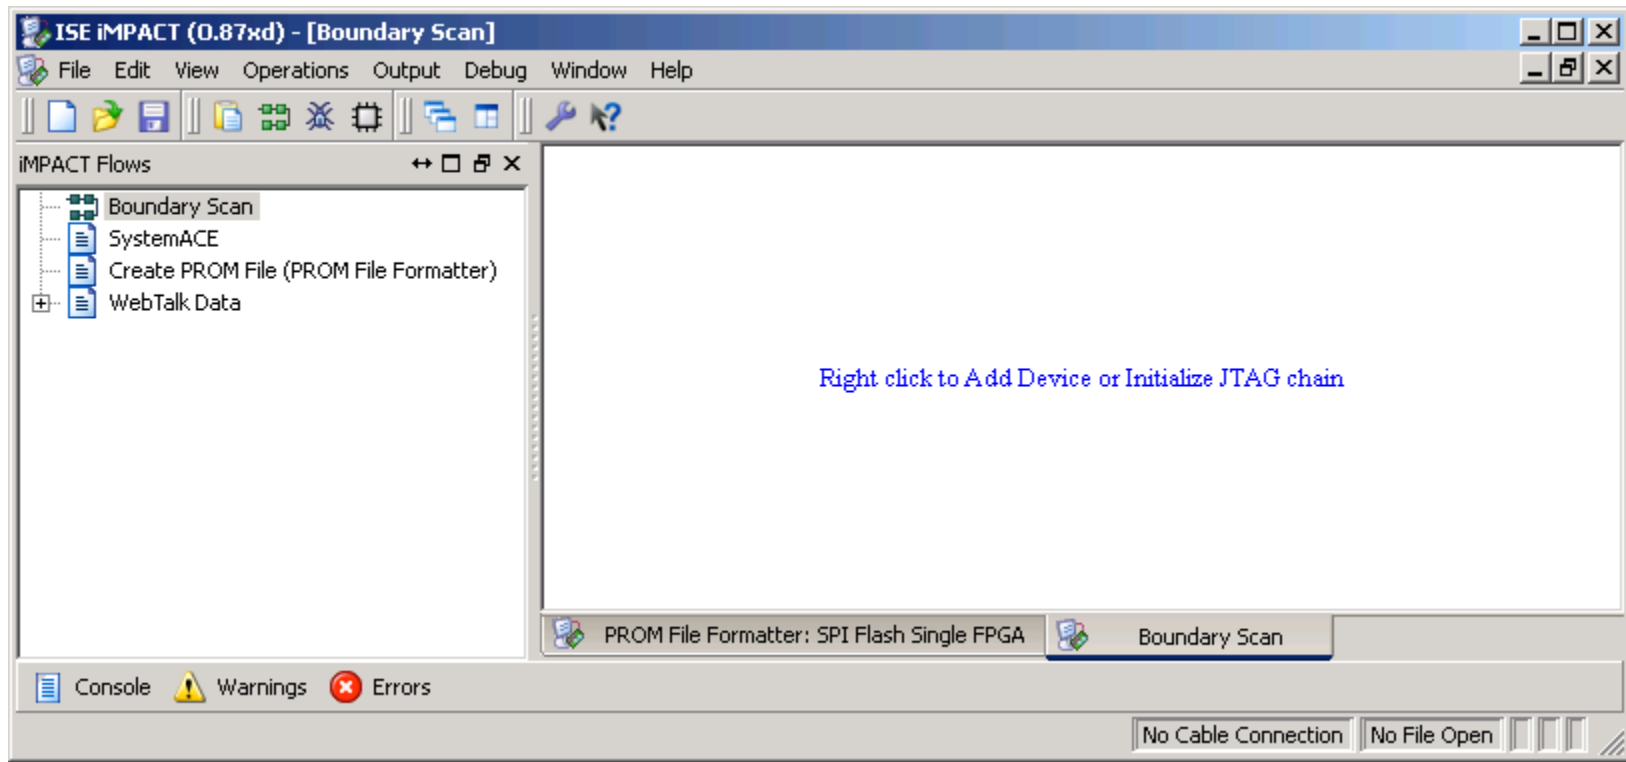 ISE iMPACT (0.87xd) - [Boundary Scan]
File Edit View Operations Output Debug Window Help
iMPACT Flows
Boundary Scan
SystemACE
Create PROM File (PROM File Formatter)
WebTalk Data
Right click to Add Device or Initialize JTAG chain
PROM File Formatter: SPI Flash Single FPGA Boundary Scan
Console Warnings Errors
No Cable Connection No File Open